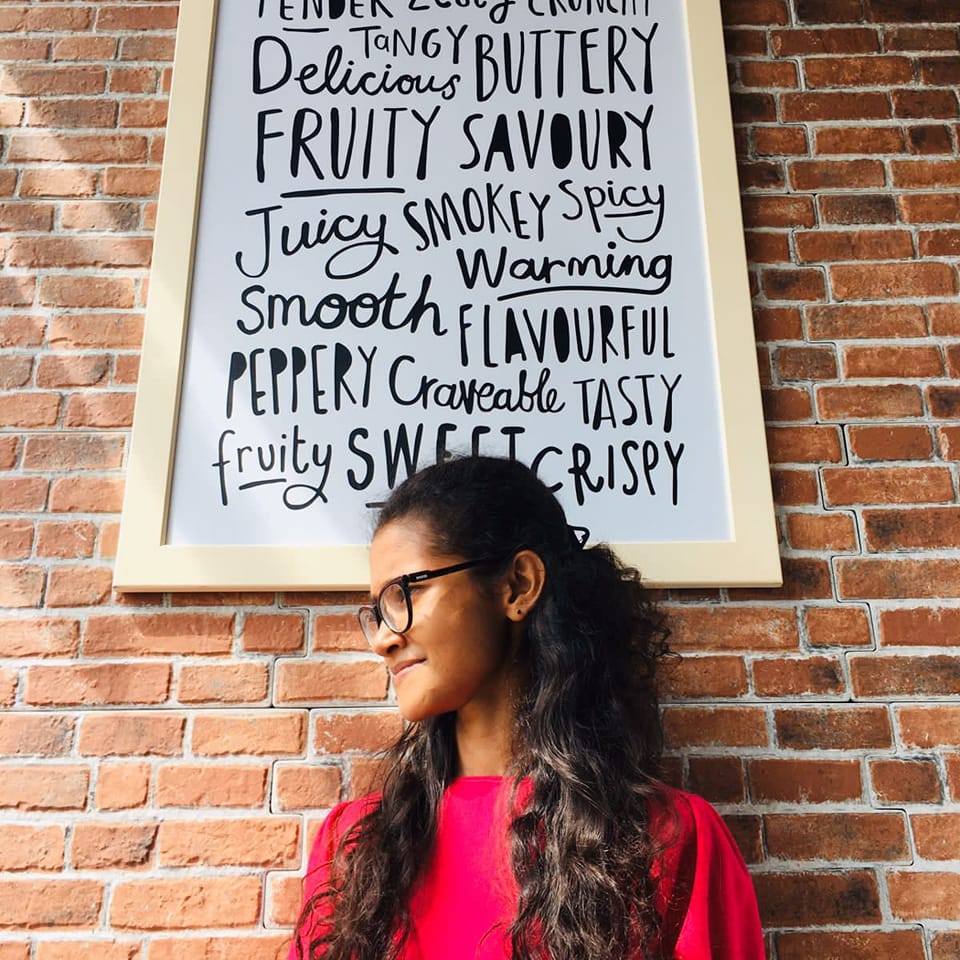 TENDER Zesty CRUNCHY
TaNGY
Delicious BUTTERY
FRUITY SAVOURY
Juicy SMOKEY Spicy
Warming
Smooth FLAVOURFUL
PEPPERY Craveable TASTY
fruity SWEET CRISPY